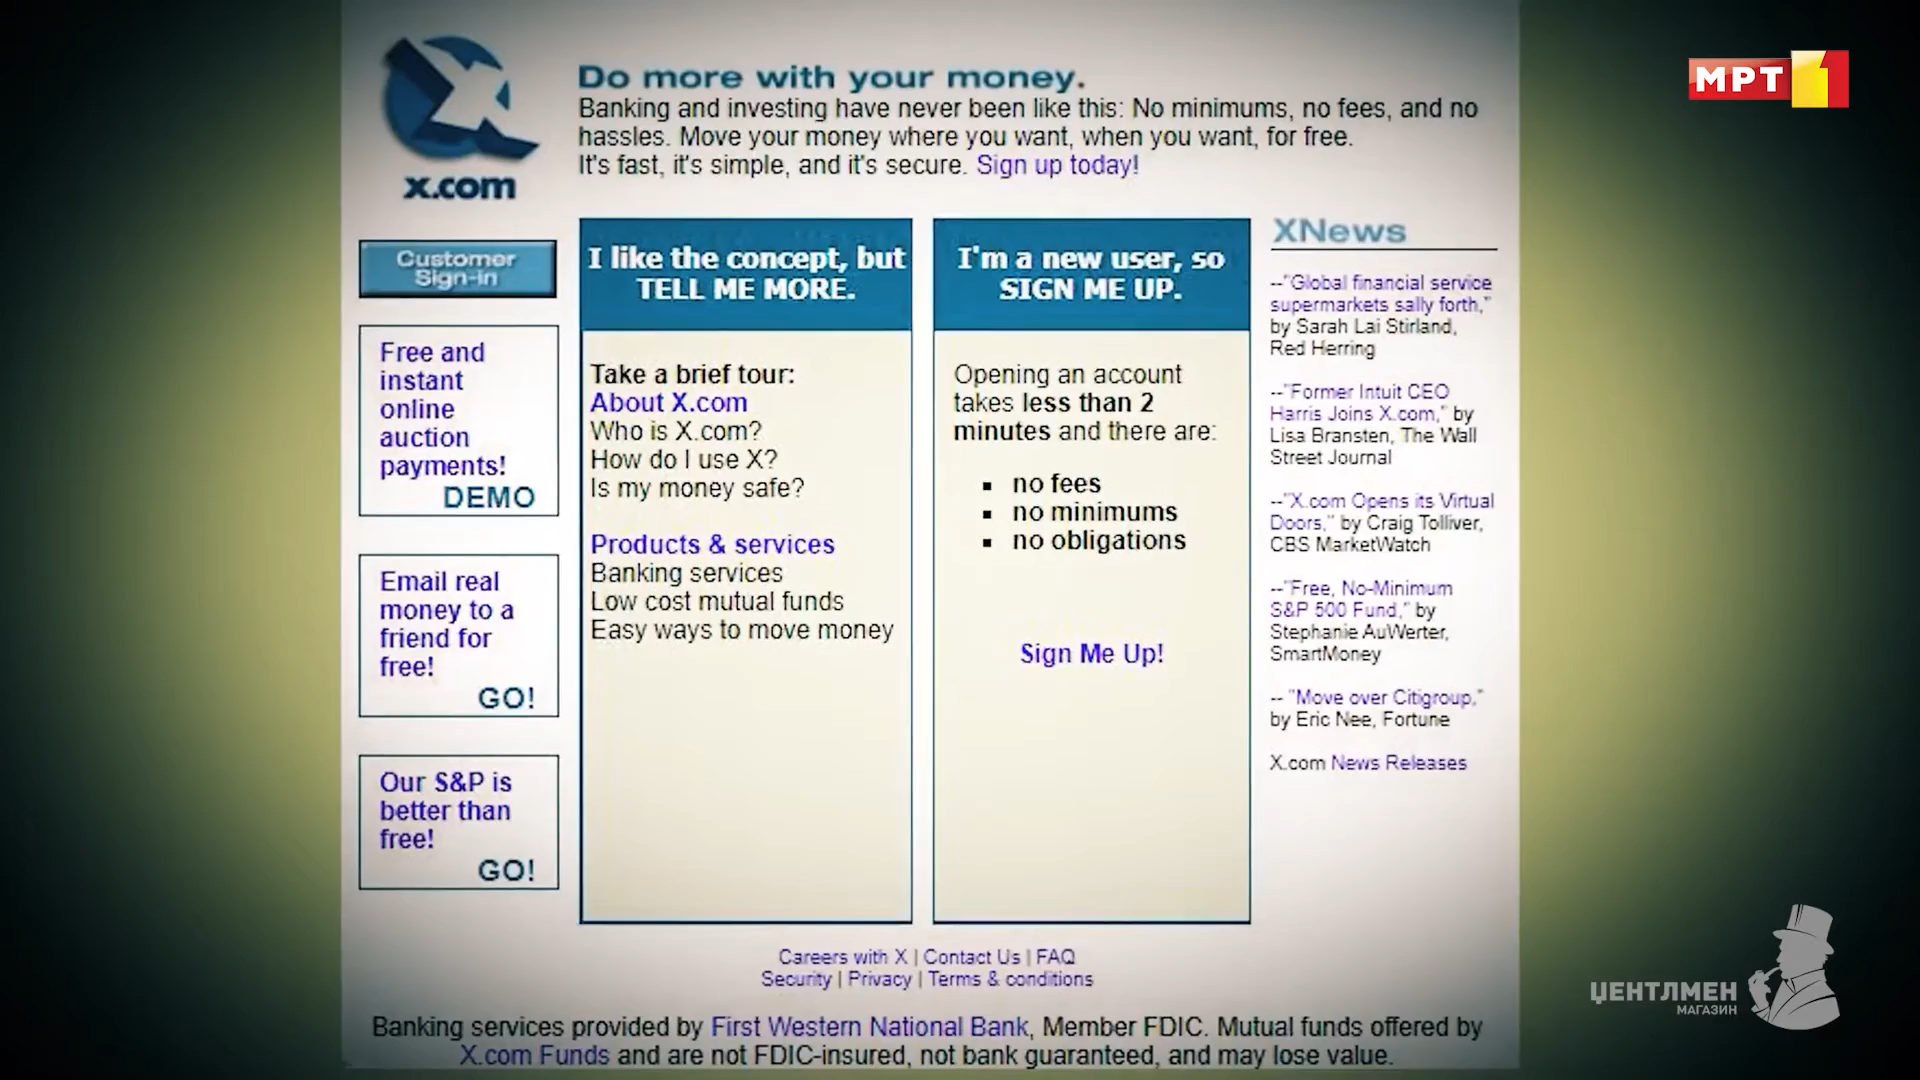 МРТ 1
x.com
Do more with your money.
Banking and investing have never been like this: No minimums, no fees, and no
hassles. Move your money where you want, when you want, for free.
It's fast, it's simple, and it's secure. Sign up today!
Customer
Sign-in
Free and
instant
online
auction
payments!
DEMO
Email real
money to a
friend for
free!
GO!
Our S&P is
better than
free!
GO!
I like the concept, but
TELL ME MORE.
Take a brief tour:
About X.com
Who is X.com?
How do I use X?
Is my money safe?
Products & services
Banking services
Low cost mutual funds
Easy ways to move money
I'm a new user, so
SIGN ME UP.
Opening an account
takes less than 2
minutes and there are:
no fees
no minimums
no obligations
Sign Me Up!
XNews
--"Global financial service
supermarkets sally forth,"
by Sarah Lai Stirland,
Red Herring
--"Former Intuit CEO
Harris Joins X.com," by
Lisa Bransten, The Wall
Street Journal
--"X.com Opens its Virtual
Doors," by Craig Tolliver,
CBS MarketWatch
--"Free, No-Minimum
S&P 500 Fund," by
Stephanie AuWerter,
SmartMoney
-- "Move over Citigroup,"
by Eric Nee, Fortune
X.com News Releases
Careers with X | Contact Us | FAQ
Security | Privacy | Terms & conditions
Banking services provided by First Western National Bank, Member FDIC. Mutual funds offered by
X.com Funds and are not FDIC-insured, not bank guaranteed, and may lose value.
ЏЕНТЛМЕН
МАГАЗИН